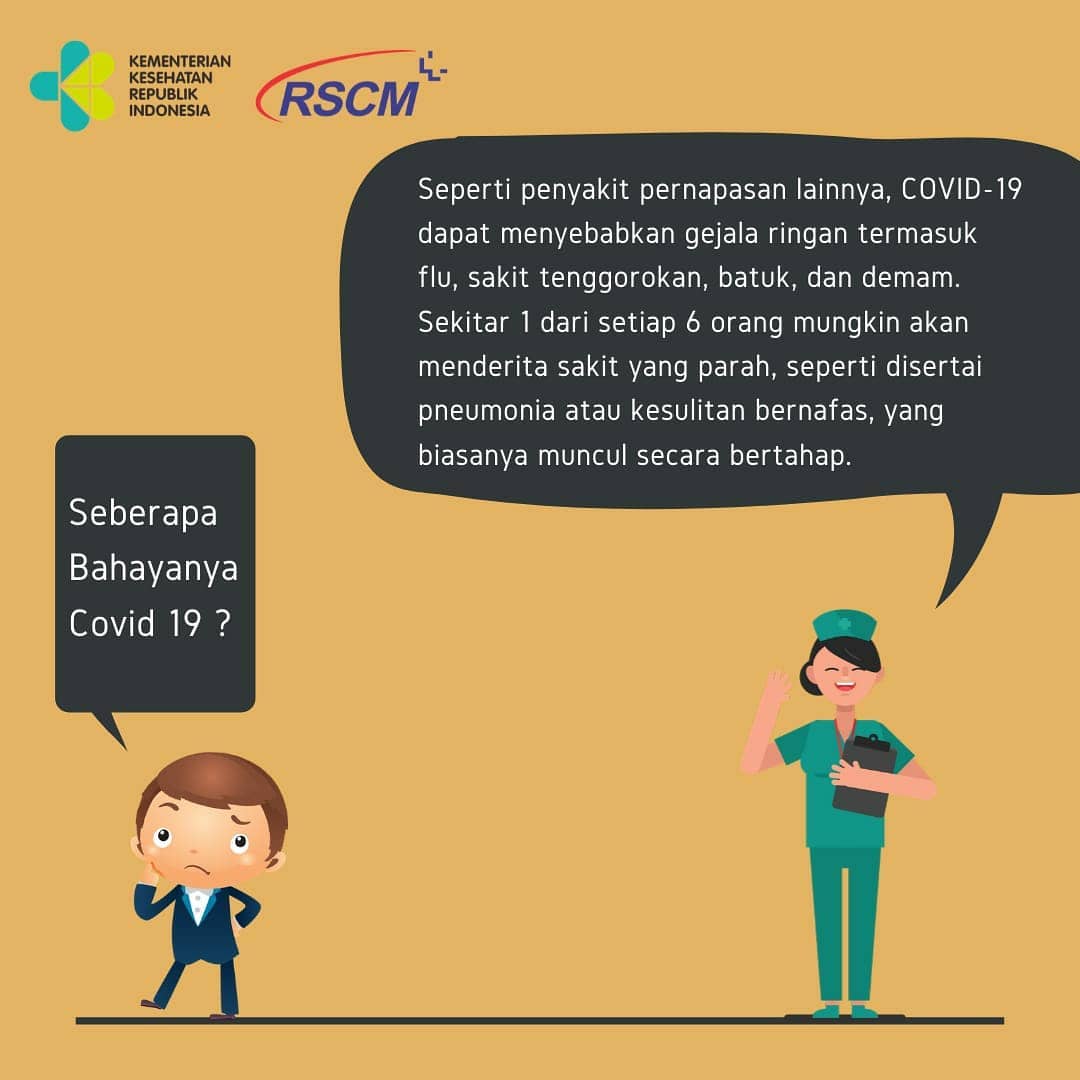 KEMENTERIAN
KESEHATAN
REPUBLIK
INDONESIA
RSCM
Seperti penyakit pernapasan lainnya, COVID-19
dapat menyebabkan gejala ringan termasuk
flu, sakit tenggorokan, batuk, dan demam.
Sekitar 1 dari setiap 6 orang mungkin akan
menderita sakit yang parah, seperti disertai
pneumonia atau kesulitan bernafas, yang
biasanya muncul secara bertahap.
Seberapa
Bahayanya
Covid 19 ?